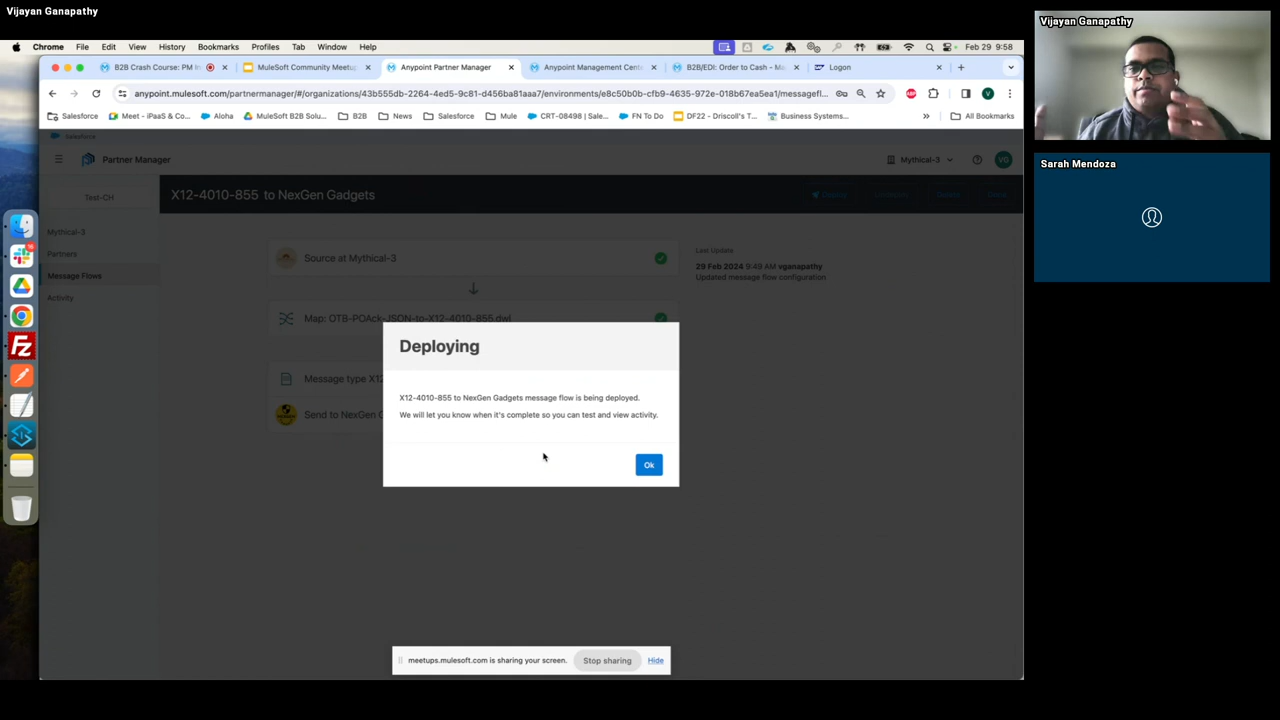 Vijayan Ganapathy
Chrome File Edit View History Bookmarks Profiles Tab Window Help Feb 29 9:58
B2B Crash Course: PM In
MuleSoft Community Meetup
Anypoint Partner Manager
Anypoint Management Cent
B2B/EDI: Order to Cash - M
Logon
anypoint.mulesoft.com/partnermanager/#/organizations/43b555db-2264-4ed5-9c81-d456ba81aaa7/environments/e8c50b0b-cfb9-4635-972e-018b67ea5ea1/messagefl...
Salesforce Meet - iPaaS & Co... Aloha MuleSoft B2B Solu... B2B News Salesforce Mule CRT-08498 | Sale... FN To Do DF22 - Driscoll's T... Business Systems... » All Bookmarks
Salesforce
Partner Manager
Mythical-3
VG
Test-CH
X12-4010-855 to NexGen Gadgets
Mythical-3
Partners
Message Flows
Activity
Source at Mythical-3
Last Update
29 Feb 2024 9:49 AM vganapathy
Updated message flow configuration
Map: OTB-POAck-JSON-to-X12-4010-855.dwl
Message type X12
Send to NexGen G
Deploying
X12-4010-855 to NexGen Gadgets message flow is being deployed.
We will let you know when it's complete so you can test and view activity.
Ok
meetups.mulesoft.com is sharing your screen.
Stop sharing
Hide
Vijayan Ganapathy
Sarah Mendoza